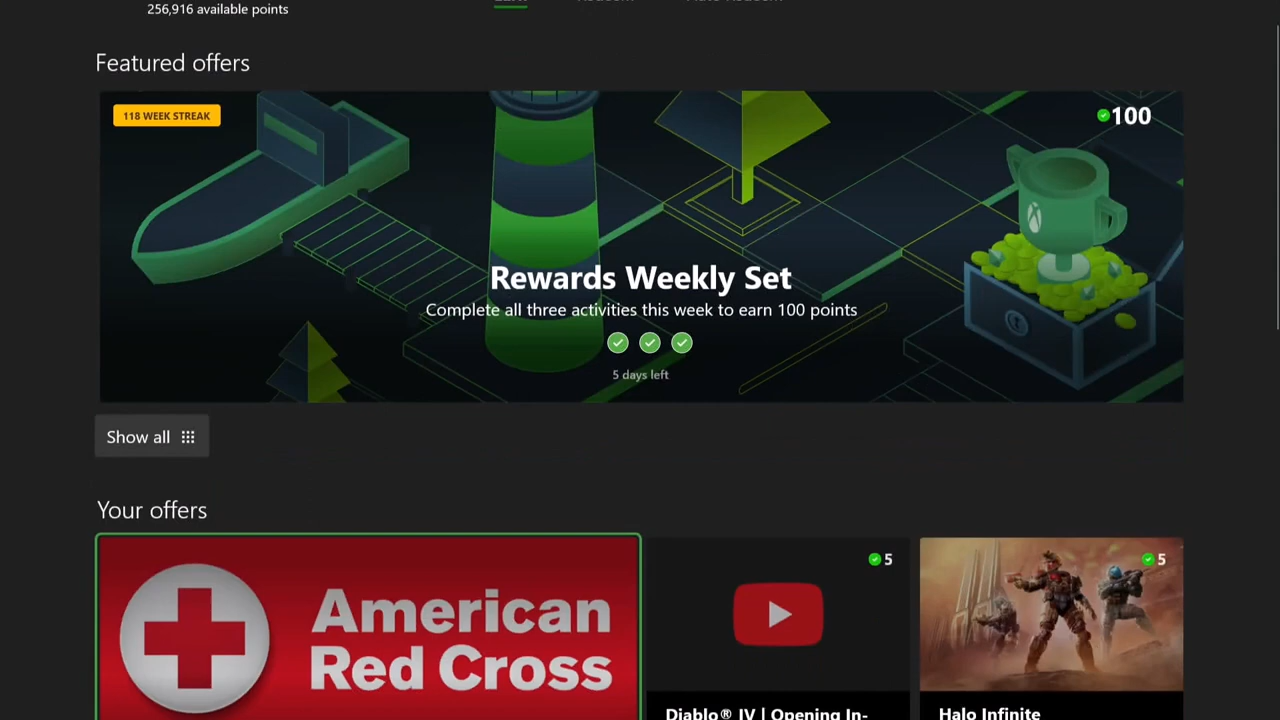 256,916 available points
Featured offers
118 WEEK STREAK
100
Rewards Weekly Set
Complete all three activities this week to earn 100 points
5 days left
Show all
Your offers
American
Red Cross
5
5
Diablo® IV | Opening In-
Halo Infinite